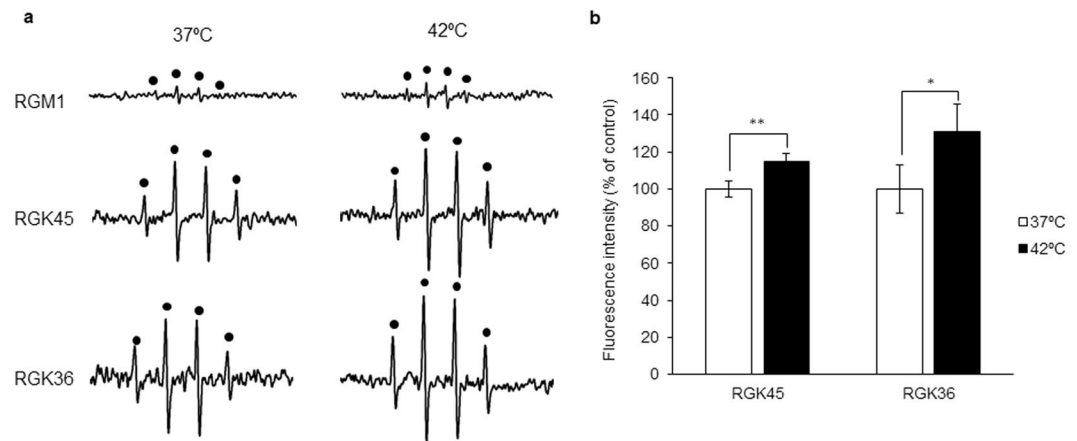 a
37ºC 42ºC
RGM1
RGK45
RGK36
b
Fluorescence intensity (% of control)
160
140
120
100
80
60
40
20
0
**
*
RGK45 RGK36
37ºC
42ºC